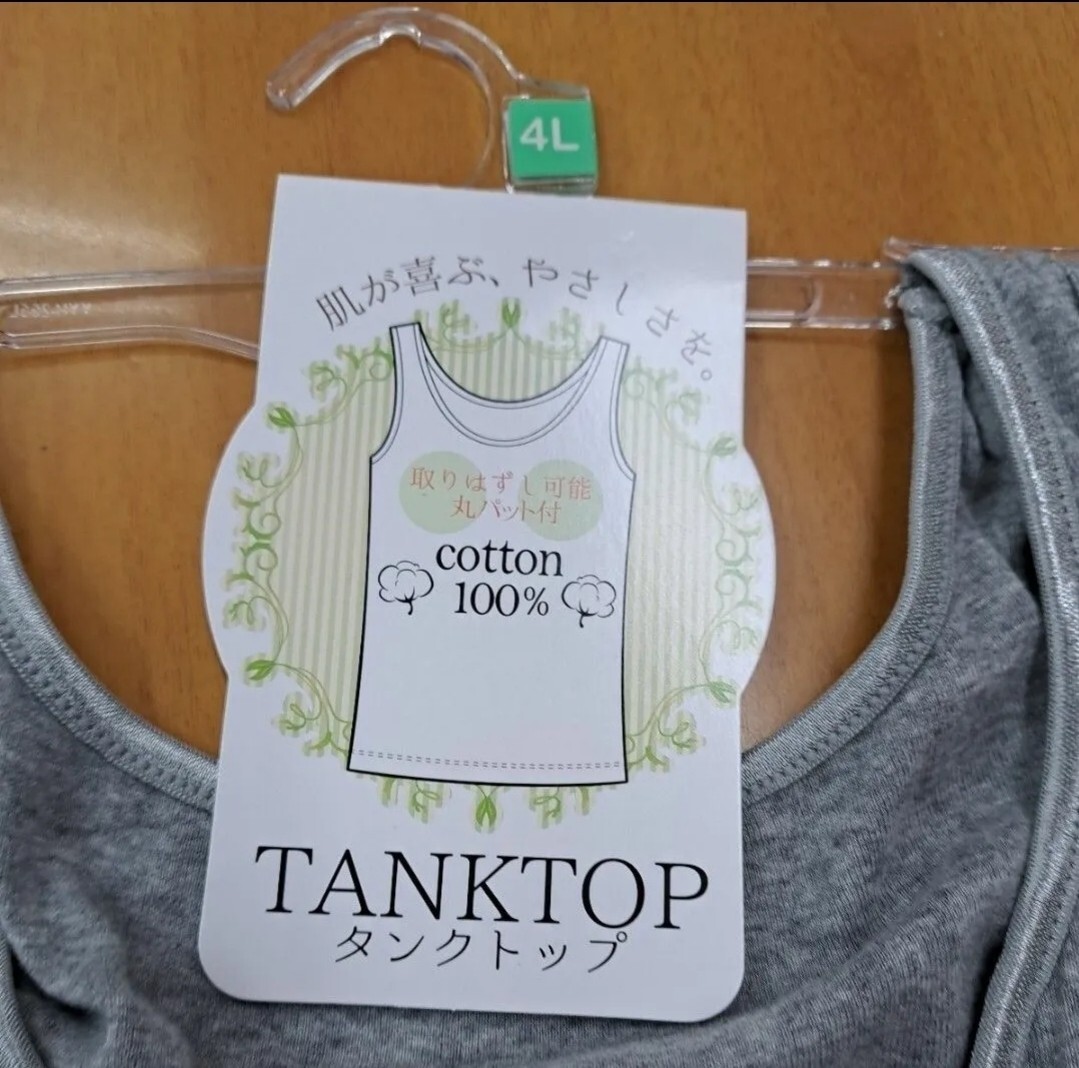 4L
肌が喜ぶ、やさしさを。
取りはずし可能
丸パット付
cotton
100%
TANKTOP
タンクトップ